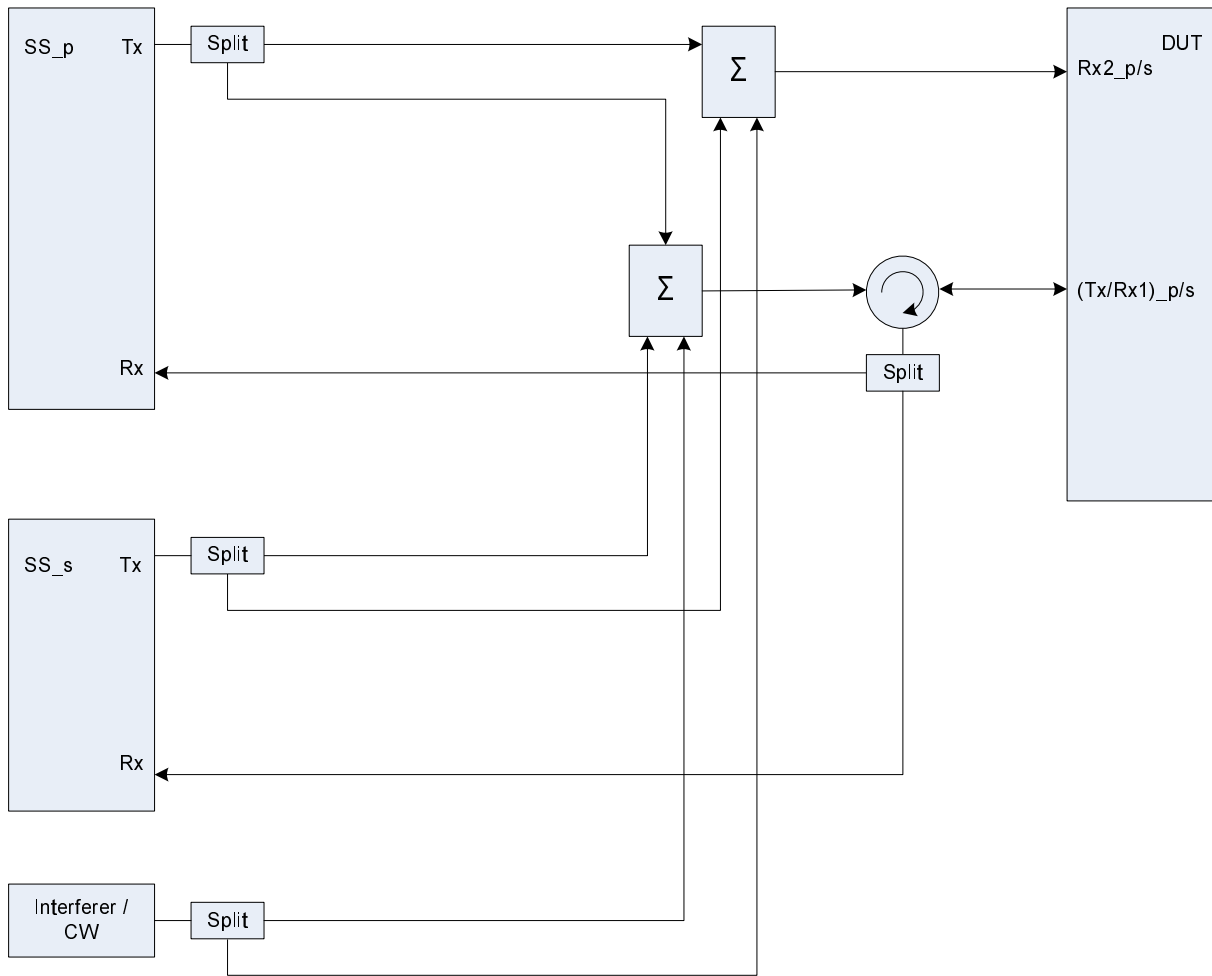 SS_p Tx
Split
Σ
DUT
Rx2_p/s
Σ
(Tx/Rx1)_p/s
Rx
Split
SS_s Tx
Split
Rx
Interferer /
CW
Split